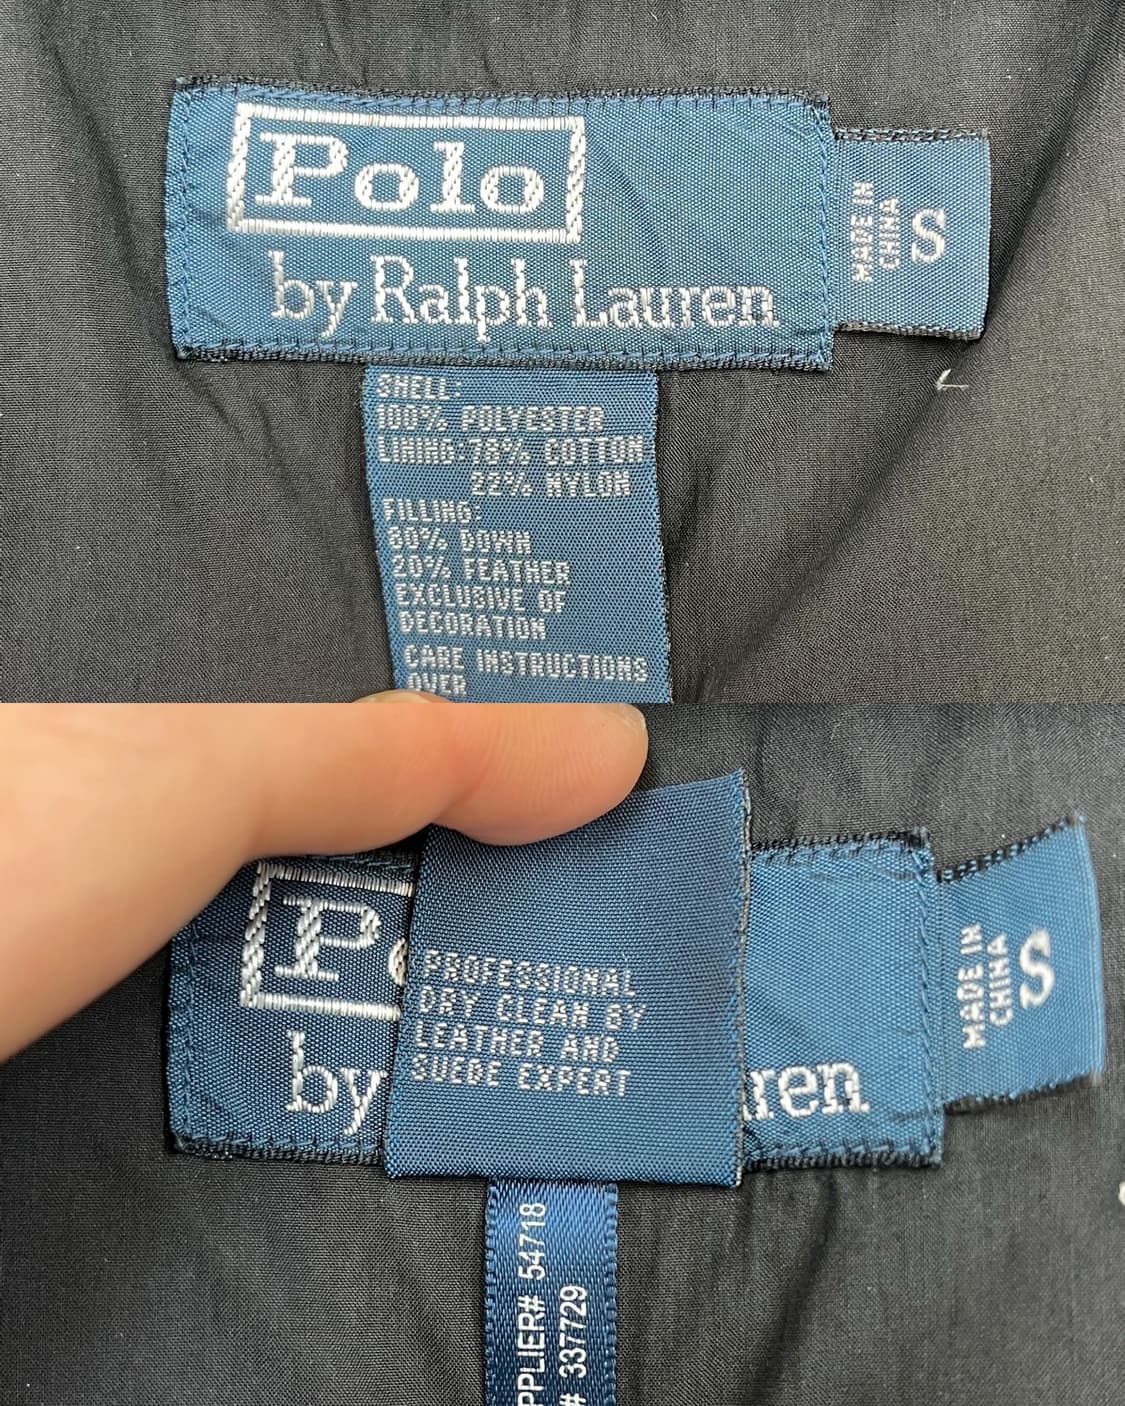 Polo
by Ralph Lauren
MADE IN
CHINA
S
SHELL:
100% POLYESTER
LINING:78% COTTON
22% NYLON
FILLING:
80% DOWN
20% FEATHER
EXCLUSIVE OF
DECORATION
CARE INSTRUCTIONS
OVER
P
by
ren
MADE IN
CHINA
S
PROFESSIONAL
DRY CLEAN BY
LEATHER AND
SUEDE EXPERT
PPLIER# 54718
# 337729